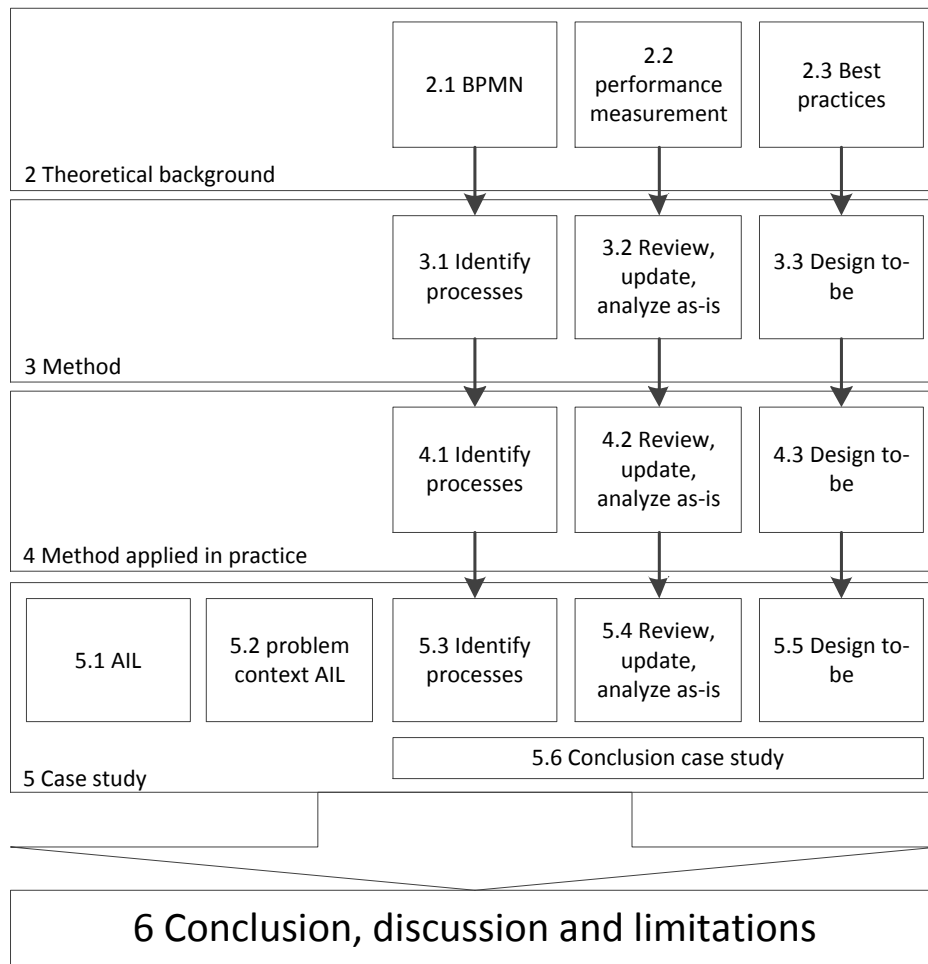 2.1 BPMN
2.2
performance
measurement
2.3 Best
practices
2 Theoretical background
3.1 Identify
processes
3.2 Review,
update,
analyze as-is
3.3 Design to-
be
3 Method
4.1 Identify
processes
4.2 Review,
update,
analyze as-is
4.3 Design to-
be
4 Method applied in practice
5.1 AIL
5.2 problem
context AIL
5.3 Identify
processes
5.4 Review,
update,
analyze as-is
5.5 Design to-
be
5.6 Conclusion case study
5 Case study
6 Conclusion, discussion and limitations